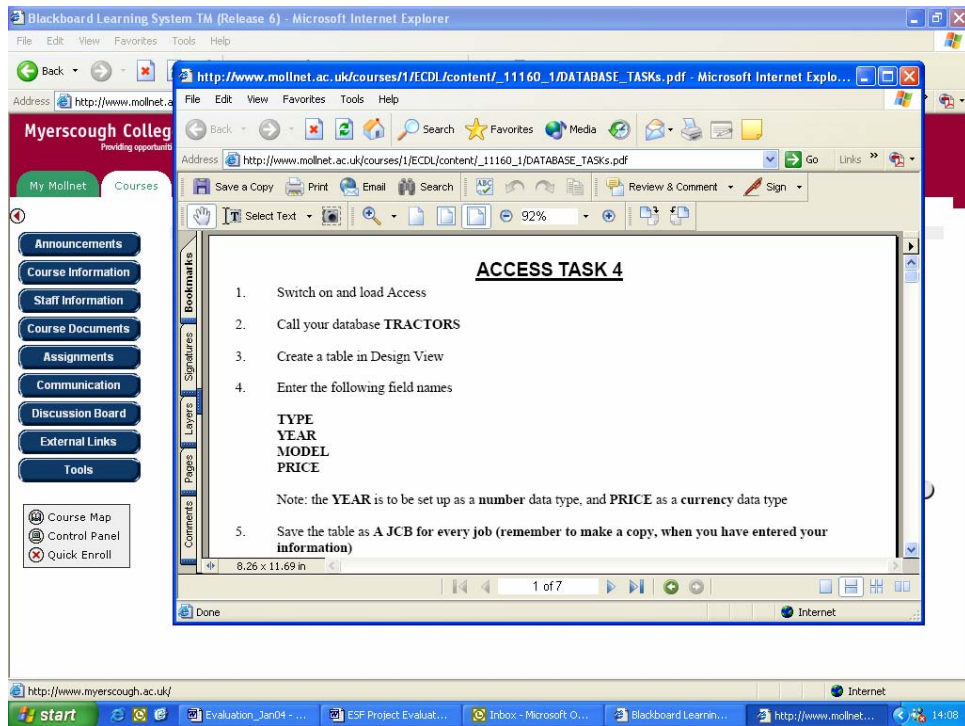 Blackboard Learning System TM (Release 6) - Microsoft Internet Explorer
File Edit View Favorites Tools Help
Back
Address http://www.mollnet.a
Myerscough Colleg
Providing opportuniti
My Mollnet Courses
Announcements
Course Information
Staff Information
Course Documents
Assignments
Communication
Discussion Board
External Links
Tools
Course Map
Control Panel
Quick Enroll
http://www.mollnet.ac.uk/courses/1/ECDL/content/_11160_1/DATABASE_TASKs.pdf - Microsoft Internet Explo...
File Edit View Favorites Tools Help
Back Search Favorites Media
Address http://www.mollnet.ac.uk/courses/1/ECDL/content/_11160_1/DATABASE_TASKs.pdf Go Links »
Save a Copy Print Email Search Review & Comment Sign
Select Text 92%
Bookmarks
Signatures
Layers
Pages
Comments
ACCESS TASK 4
1. Switch on and load Access
2. Call your database TRACTORS
3. Create a table in Design View
4. Enter the following field names
TYPE
YEAR
MODEL
PRICE
Note: the YEAR is to be set up as a number data type, and PRICE as a currency data type
5. Save the table as A JCB for every job (remember to make a copy, when you have entered your
information)
8.26 x 11.69 in
1 of 7
Done Internet
http://www.myerscough.ac.uk/ Internet
start Evaluation_Jan04 - ... ESF Project Evaluat... Inbox - Microsoft O... Blackboard Learnin... http://www.mollnet... 14:08